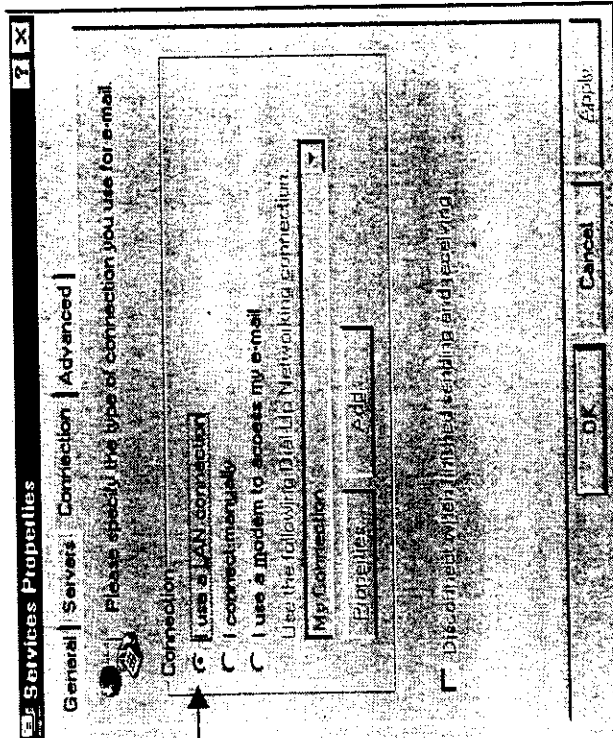 Services Properties ? X
General Servers Connection Advanced
Please specify the type of connection you use for e-mail.
Connection
I use a LAN connection
I connect manually
I use a modem to access my e-mail
Use the following Dial-Up Networking connection:
My Connection
Properties... Add...
Disconnect when finished sending and receiving
OK Cancel Apply